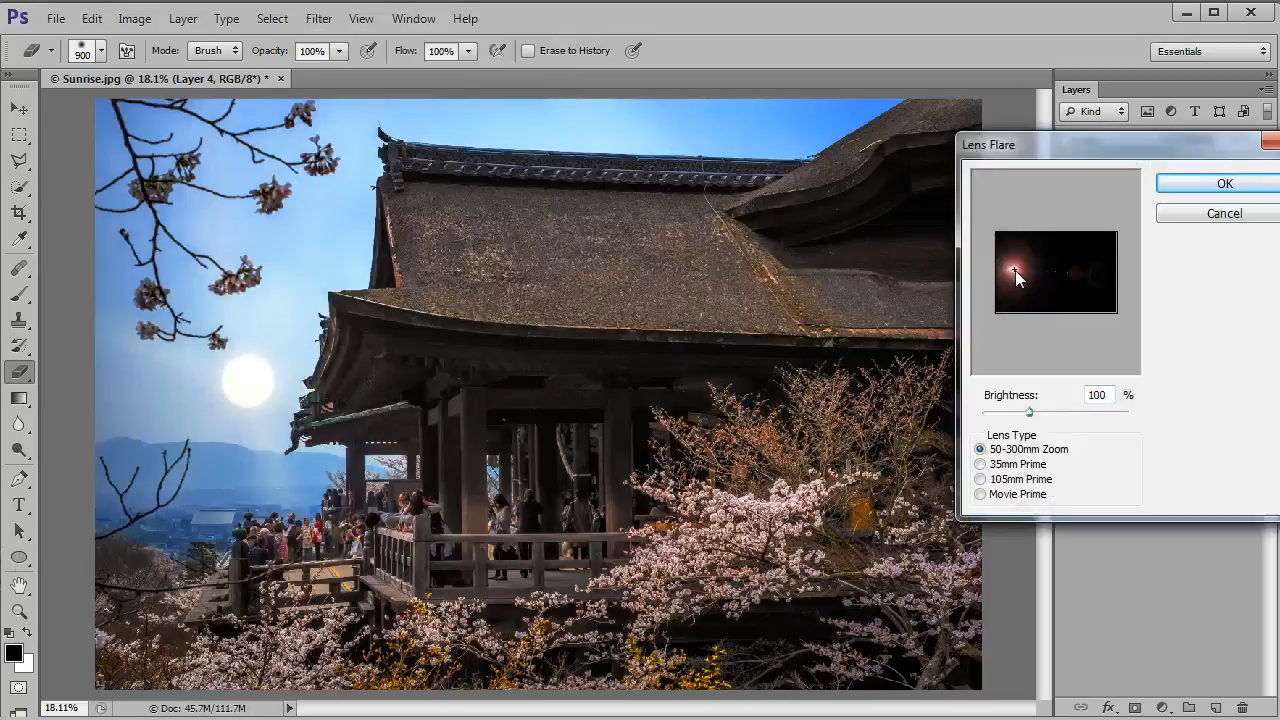 Ps File Edit Image Layer Type Select Filter View Window Help
900 Mode: Brush Opacity: 100% Flow: 100% Erase to History Essentials
© Sunrise.jpg @ 18.1% (Layer 4, RGB/8*) * ×
Layers
Kind
Lens Flare
OK
Cancel
Brightness: 100 %
Lens Type
50-300mm Zoom
35mm Prime
105mm Prime
Movie Prime
18.11% © Doc: 45.7M/111.7M